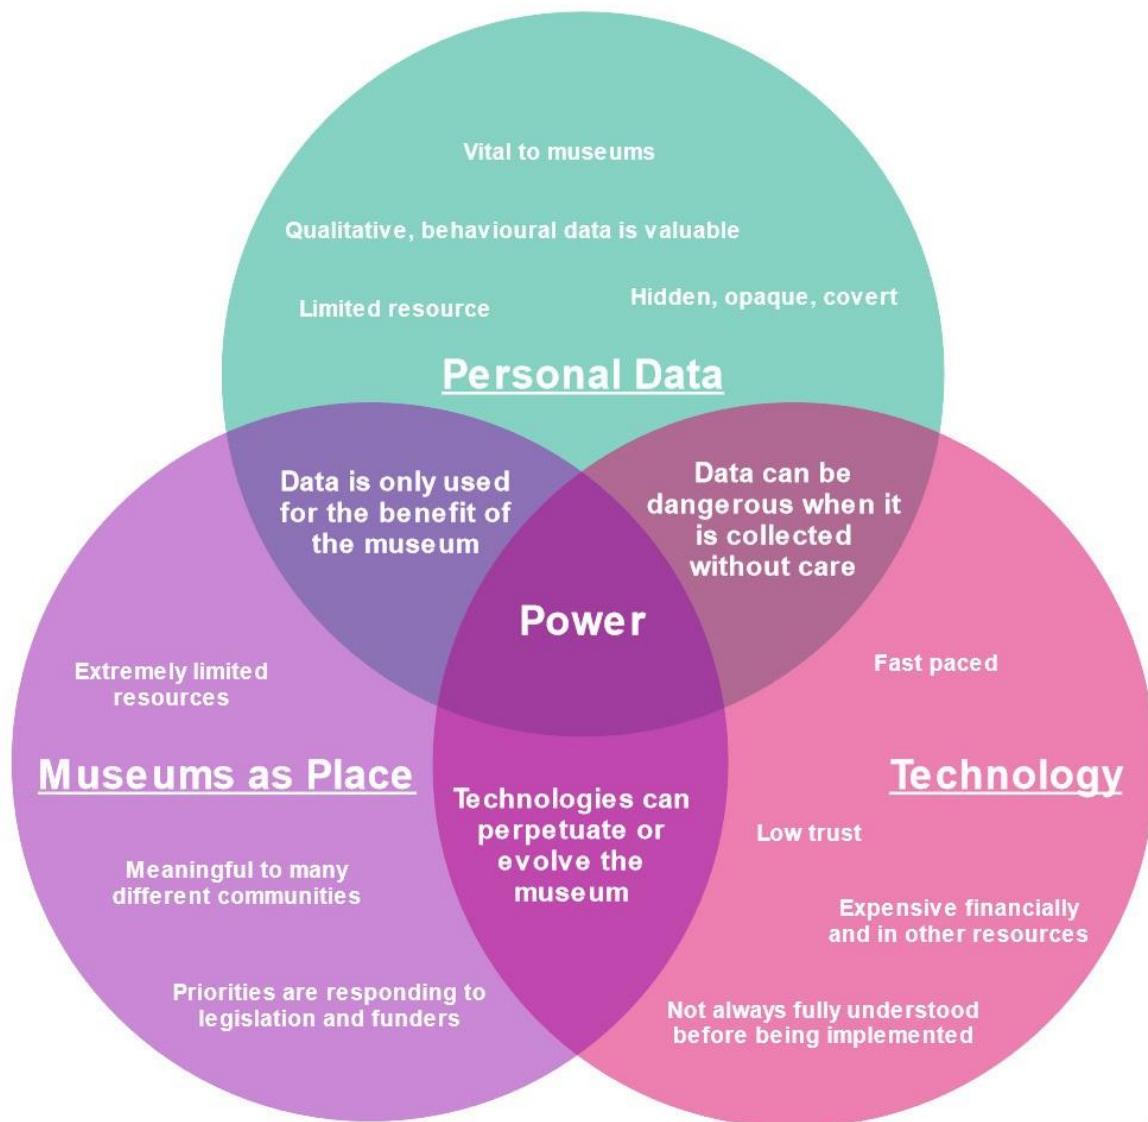 Vital to museums
Qualitative, behavioural data is valuable
Limited resource
Hidden, opaque, covert
Personal Data
Data is only used
for the benefit of
the museum
Data can be
dangerous when it
is collected
without care
Power
Extremely limited
resources
Museums as Place
Meaningful to many
different communities
Priorities are responding to
legislation and funders
Technologies can
perpetuate or
evolve the
museum
Fast paced
Technology
Low trust
Expensive financially
and in other resources
Not always fully understood
before being implemented